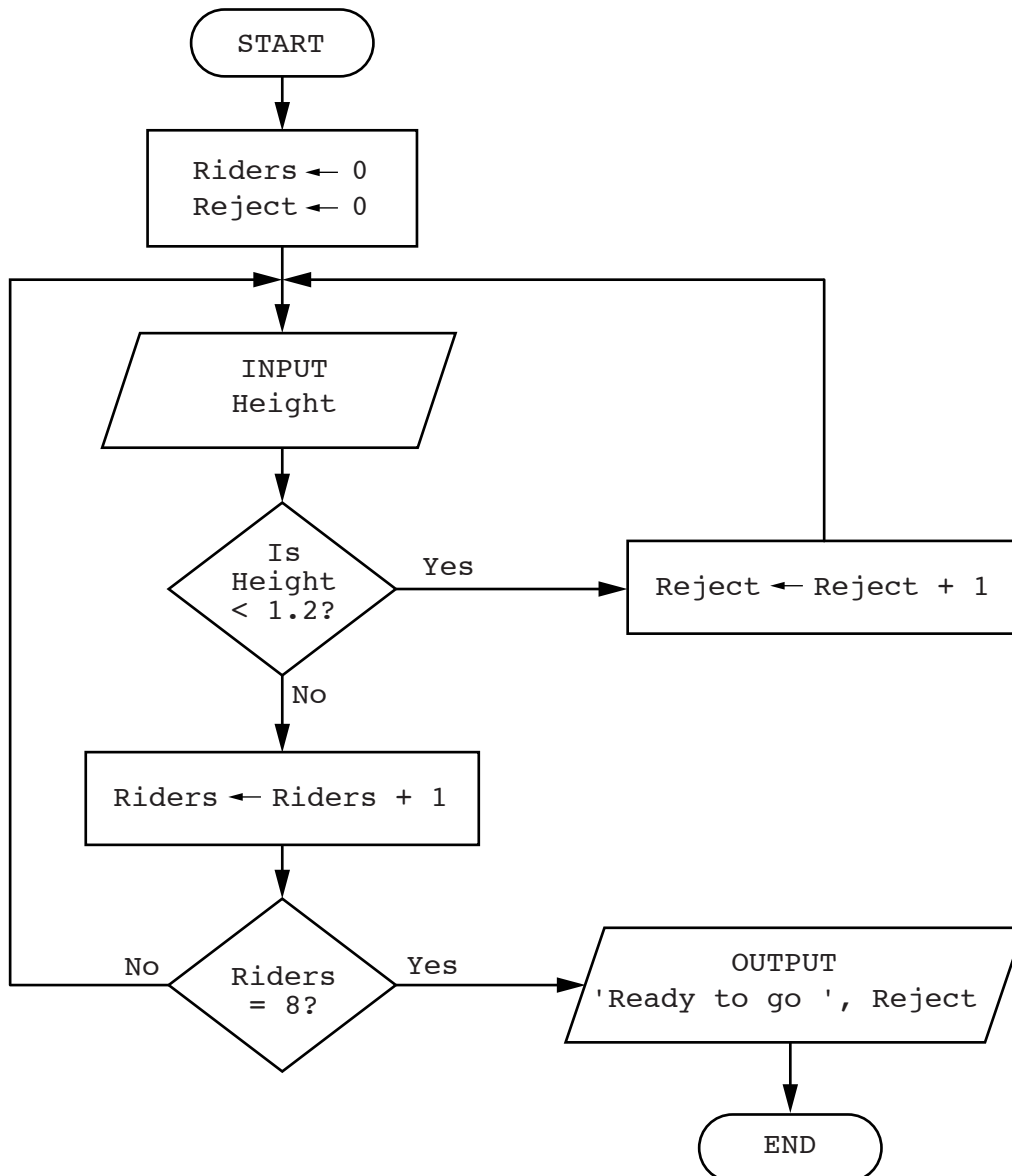 START
Riders ← 0
Reject ← 0
INPUT
Height
Is
Height
< 1.2?
Yes
Reject ← Reject + 1
No
Riders ← Riders + 1
No
Riders
= 8?
Yes
OUTPUT
'Ready to go ', Reject
END